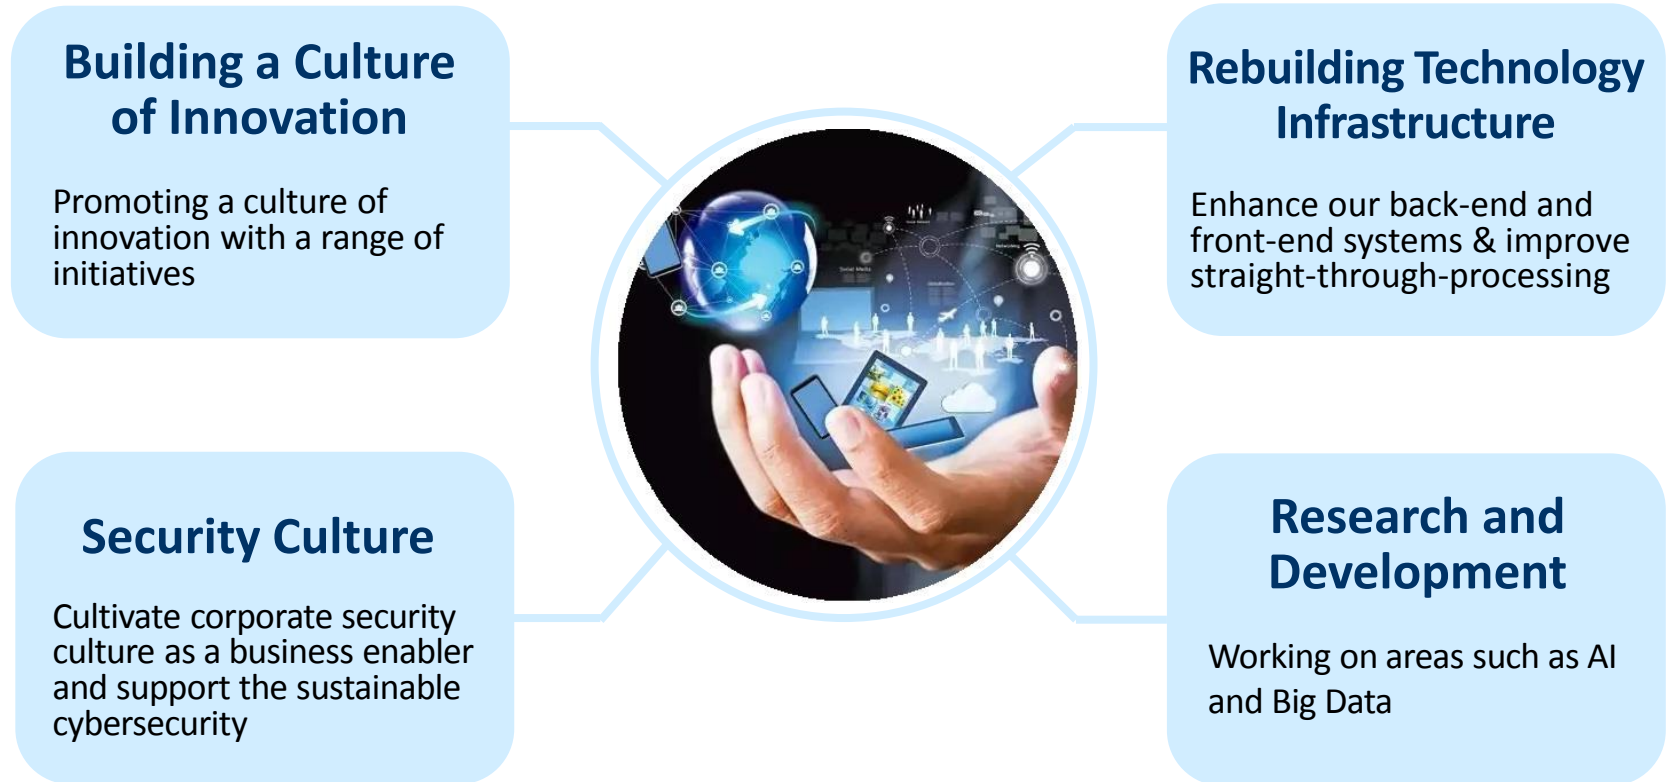 Building a Culture
of Innovation
Promoting a culture of
innovation with a range of
initiatives
Rebuilding Technology
Infrastructure
Enhance our back-end and
front-end systems & improve
straight-through-processing
Social Media
Security Culture
Cultivate corporate security
culture as a business enabler
and support the sustainable
cybersecurity
Research and
Development
Working on areas such as AI
and Big Data